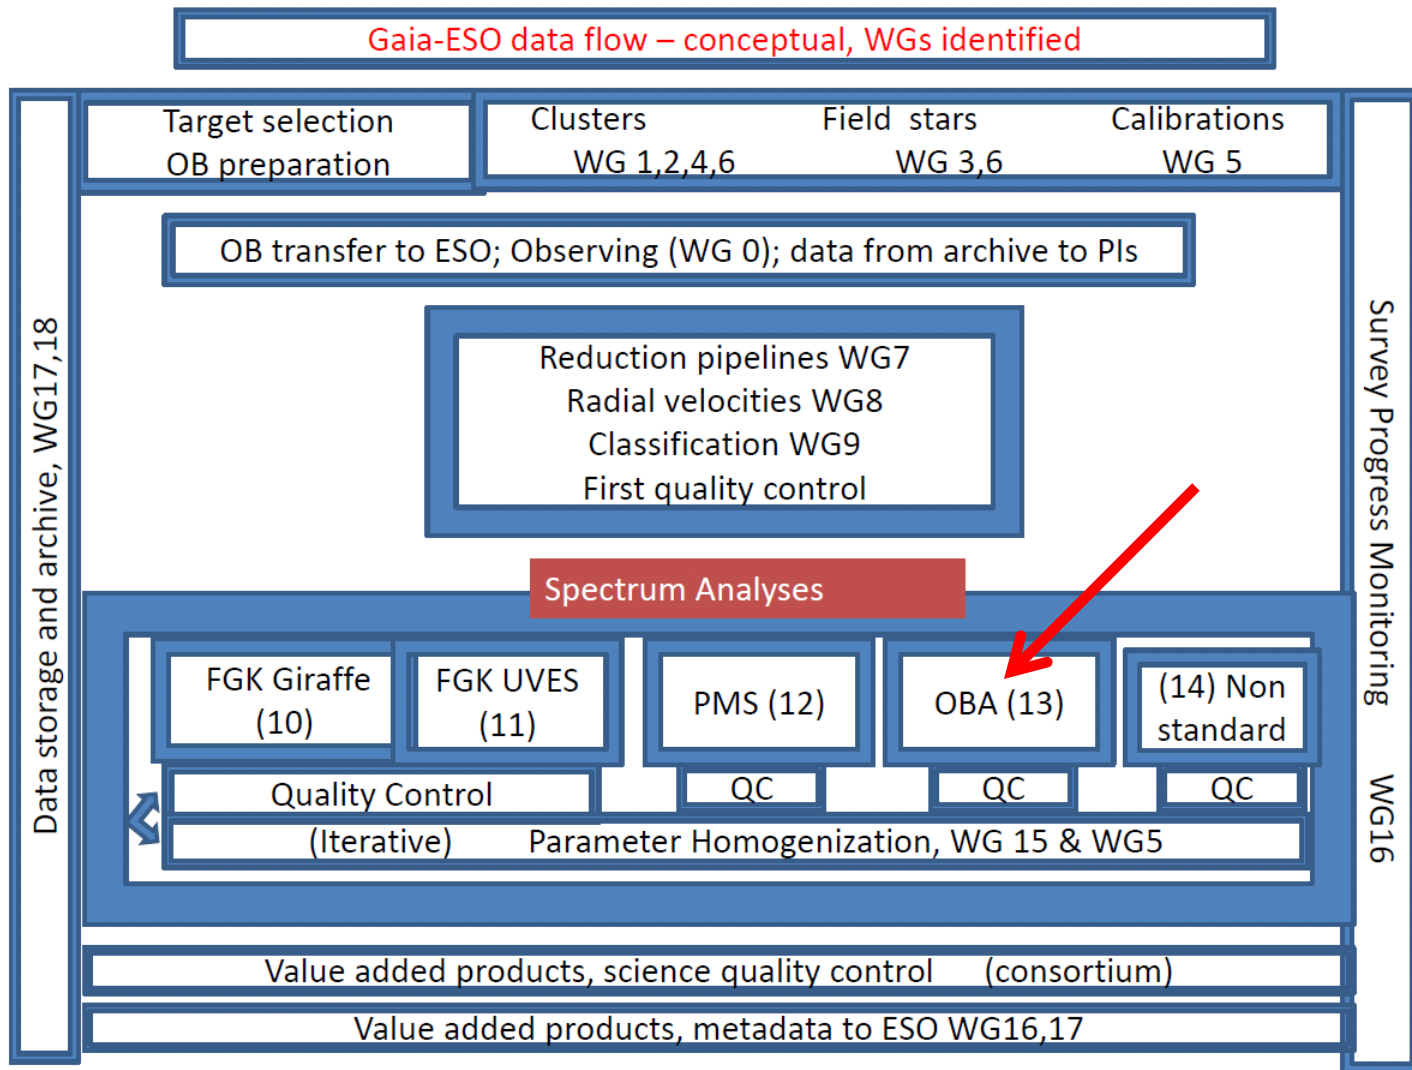 Gaia-ESO data flow – conceptual, WGs identified
Target selection
OB preparation
Clusters Field stars Calibrations
WG 1,2,4,6 WG 3,6 WG 5
OB transfer to ESO; Observing (WG 0); data from archive to PIs
Data storage and archive, WG17,18
Survey Progress Monitoring WG16
Reduction pipelines WG7
Radial velocities WG8
Classification WG9
First quality control
Spectrum Analyses
FGK Giraffe
(10)
FGK UVES
(11)
PMS (12)
OBA (13)
(14) Non
standard
Quality Control
QC
QC
QC
(Iterative) Parameter Homogenization, WG 15 & WG5
Value added products, science quality control (consortium)
Value added products, metadata to ESO WG16,17